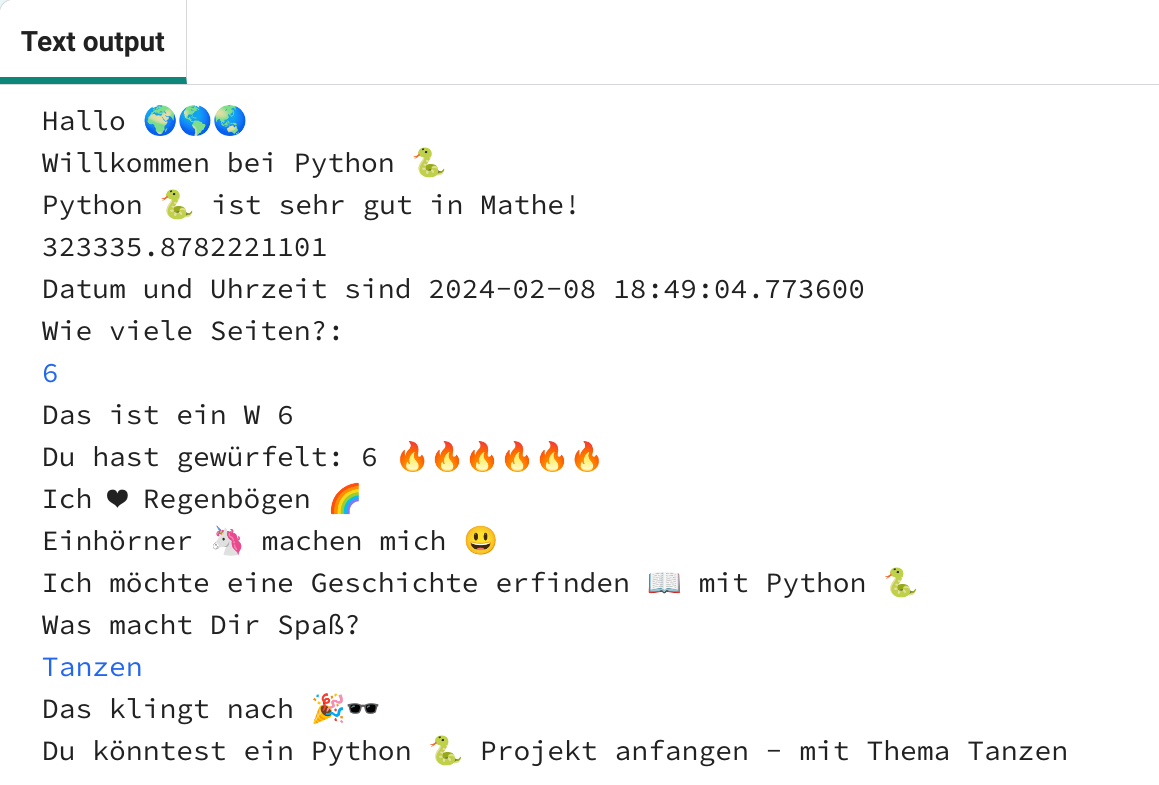 Text output
Hallo 🌍🌎🌏
Willkommen bei Python 🐍
Python 🐍 ist sehr gut in Mathe!
323335.8782221101
Datum und Uhrzeit sind 2024-02-08 18:49:04.773600
Wie viele Seiten?:
6
Das ist ein W 6
Du hast gewürfelt: 6 🔥🔥🔥🔥🔥🔥
Ich ❤ Regenbögen 🌈
Einhörner 🦄 machen mich 😃
Ich möchte eine Geschichte erfinden 📖 mit Python 🐍
Was macht Dir Spaß?
Tanzen
Das klingt nach 🎉🕶️
Du könntest ein Python 🐍 Projekt anfangen - mit Thema Tanzen